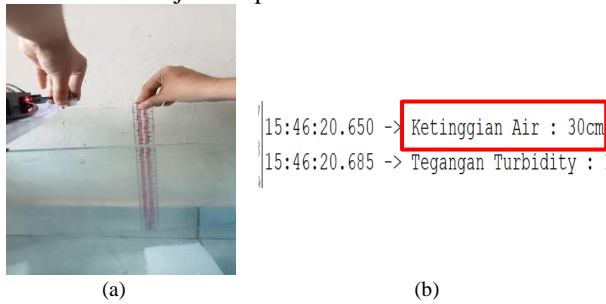 15:46:20.650 -> Ketinggian Air : 30cm
15:46:20.685 -> Tegangan Turbidity :
(a)
(b)